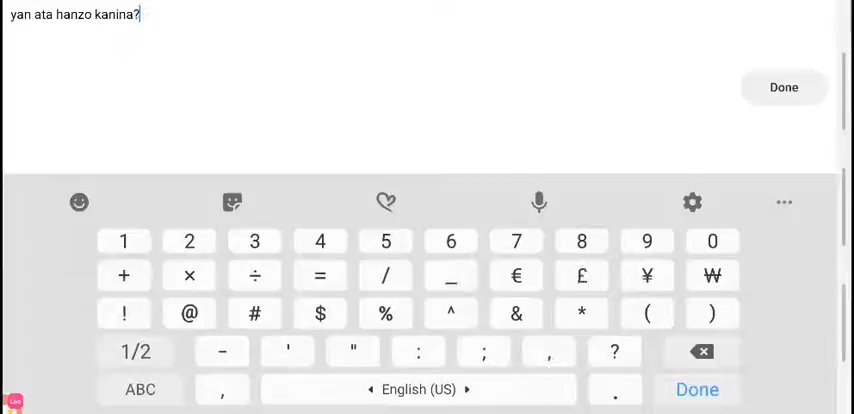 yan ata hanzo kanina?
Done
1 2 3 4 5 6 7 8 9 0
+ × ÷ = / _ € £ ¥ ₩
! @ # $ % ^ & * ( )
1/2 - ' " : ; , ?
ABC , English (US) . Done
Live